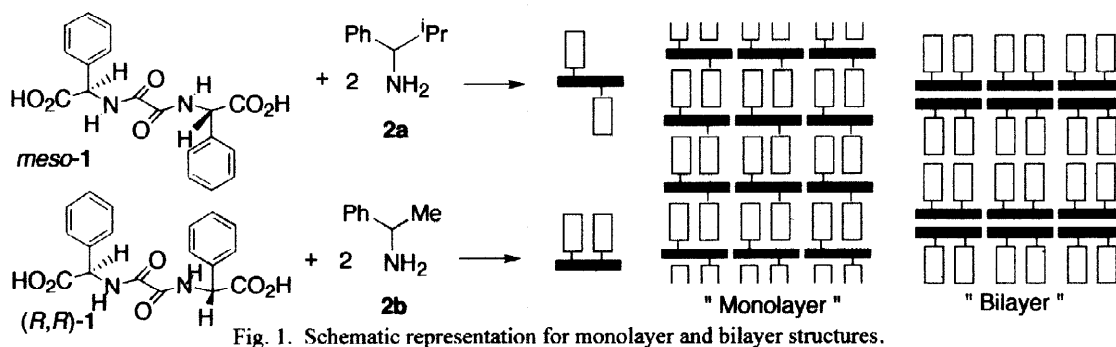 Ph
iPr
H
O
H
CO2H
HO2C
N
N
+ 2
NH2
H
O
H
2a
meso-1
Ph
Me
H
O
H
CO2H
HO2C
N
N
+ 2
NH2
H
O
H
2b
(R,R)-1
" Monolayer "
" Bilayer "
Fig. 1. Schematic representation for monolayer and bilayer structures.